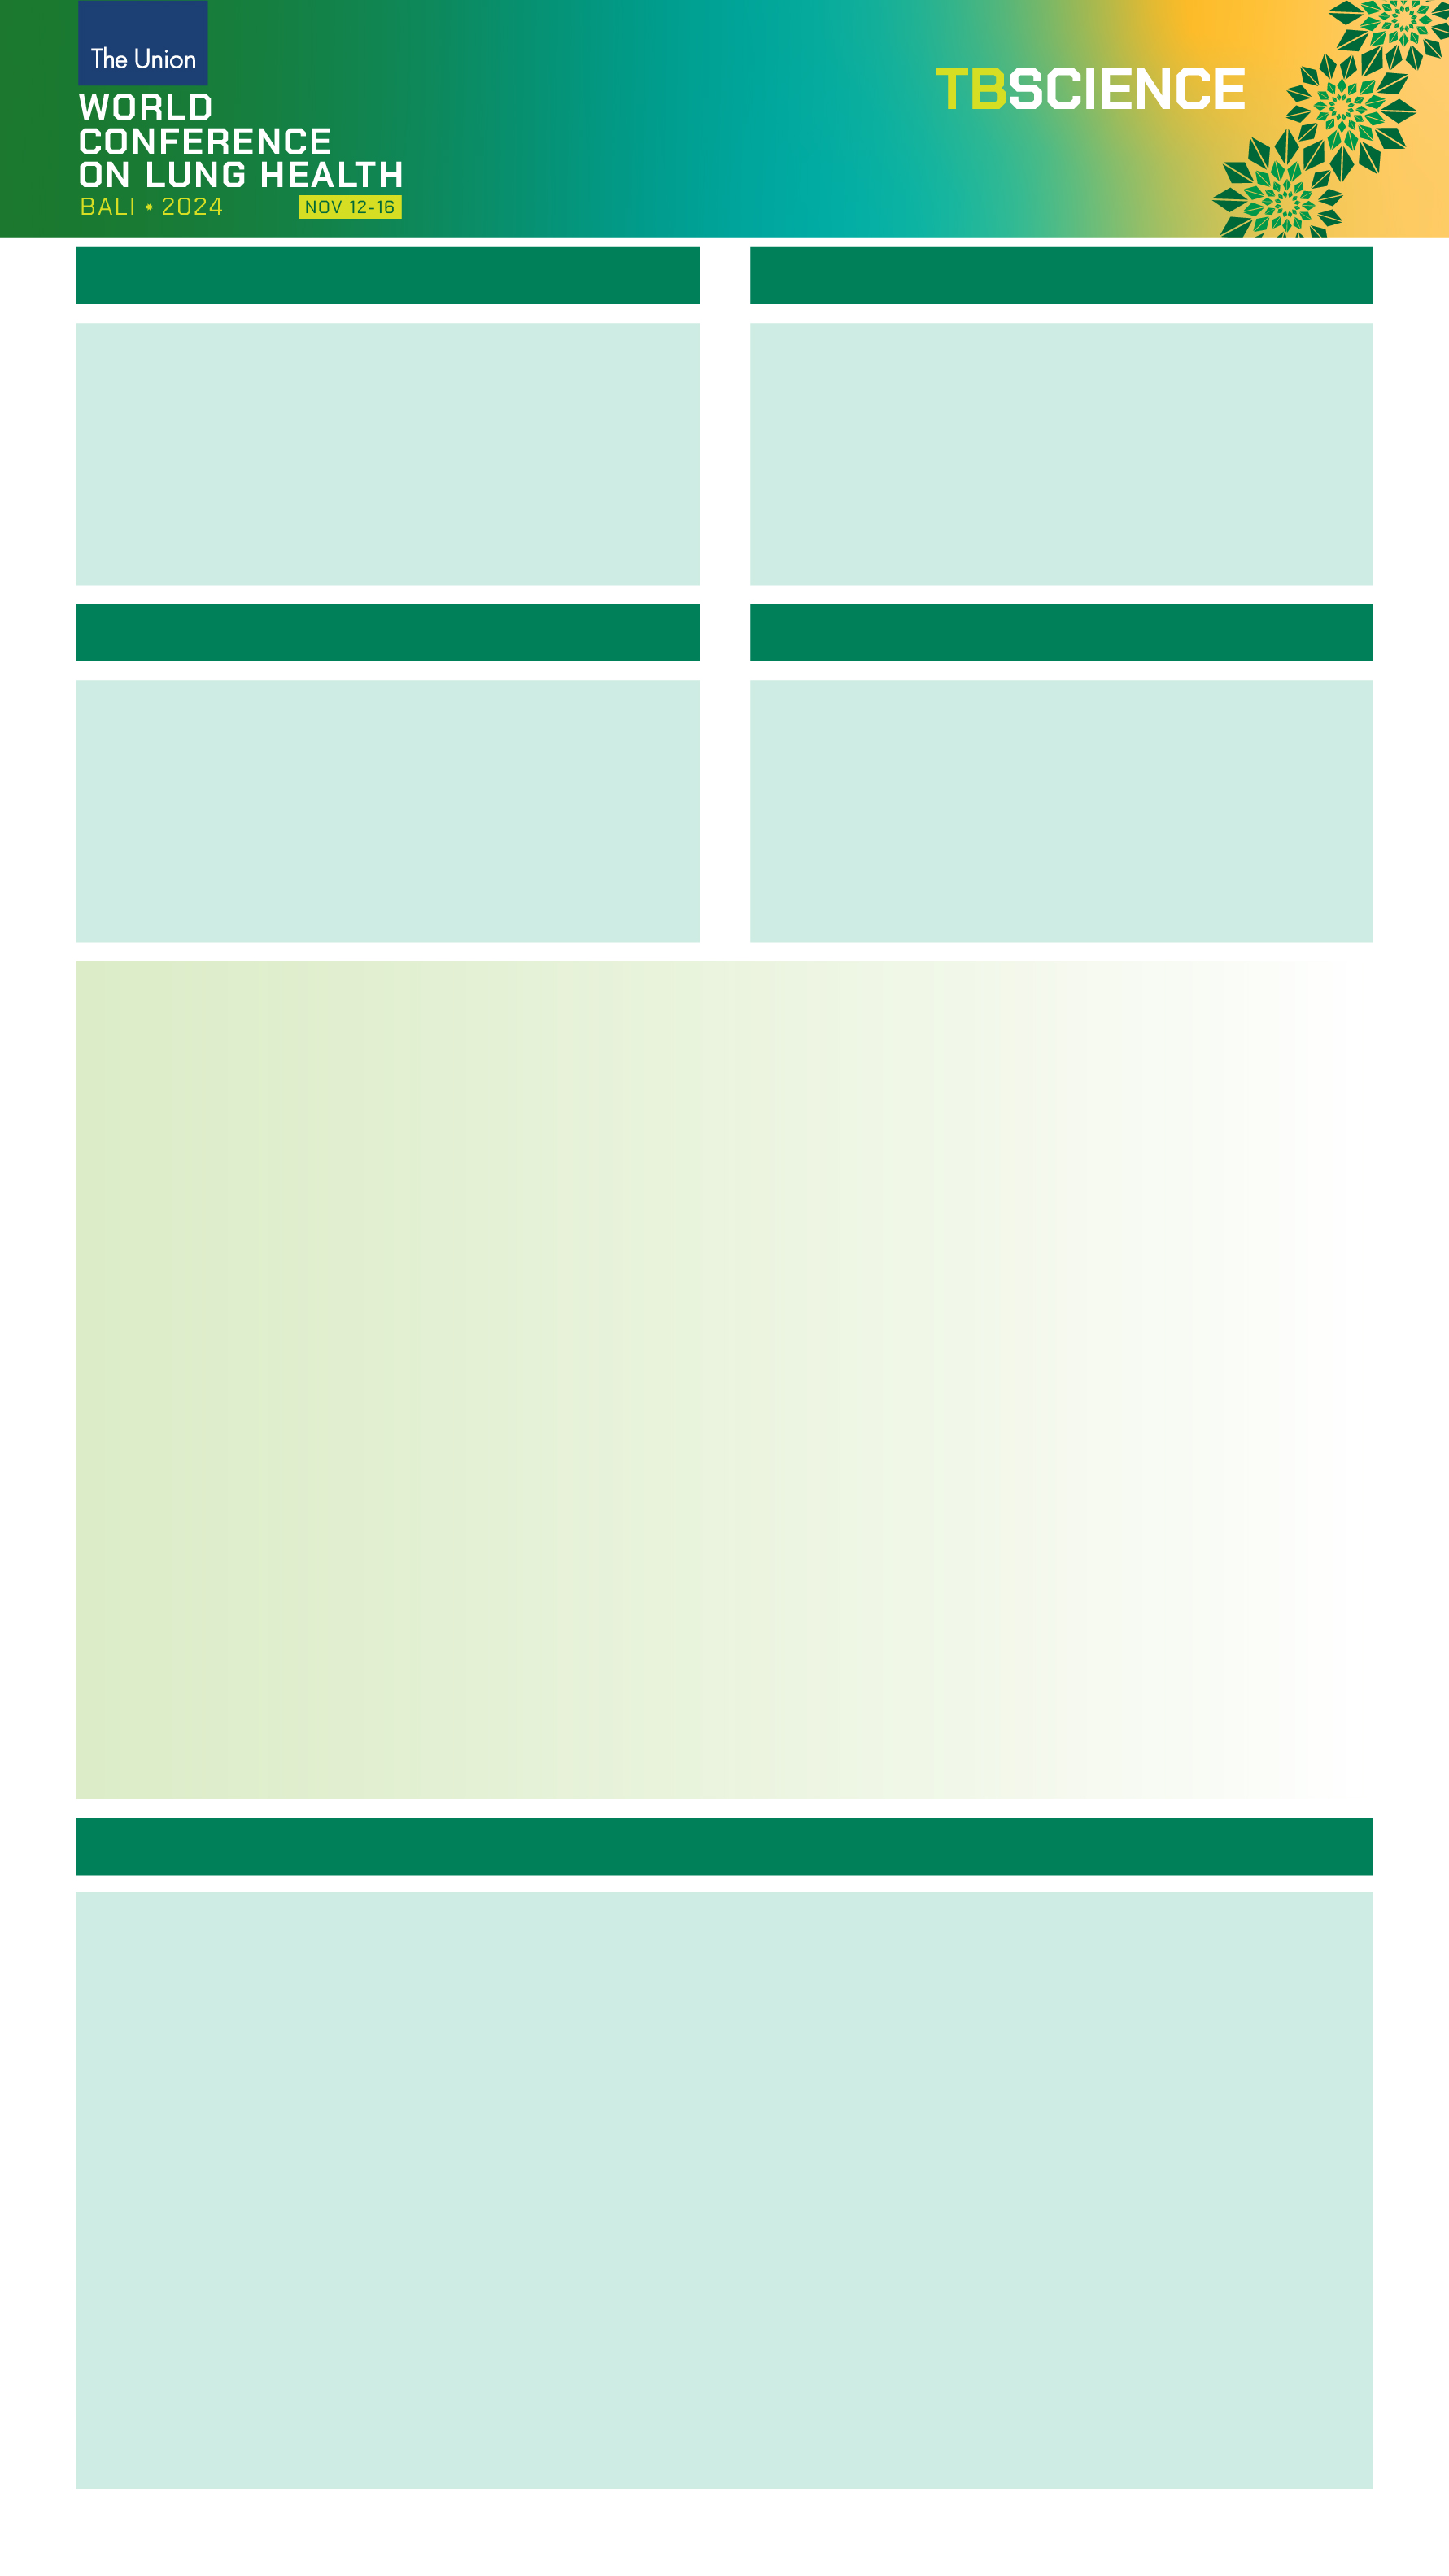 The Union
WORLD
CONFERENCE
ON LUNG HEALTH
BALI • 2024 NOV 12-16
TBSCIENCE